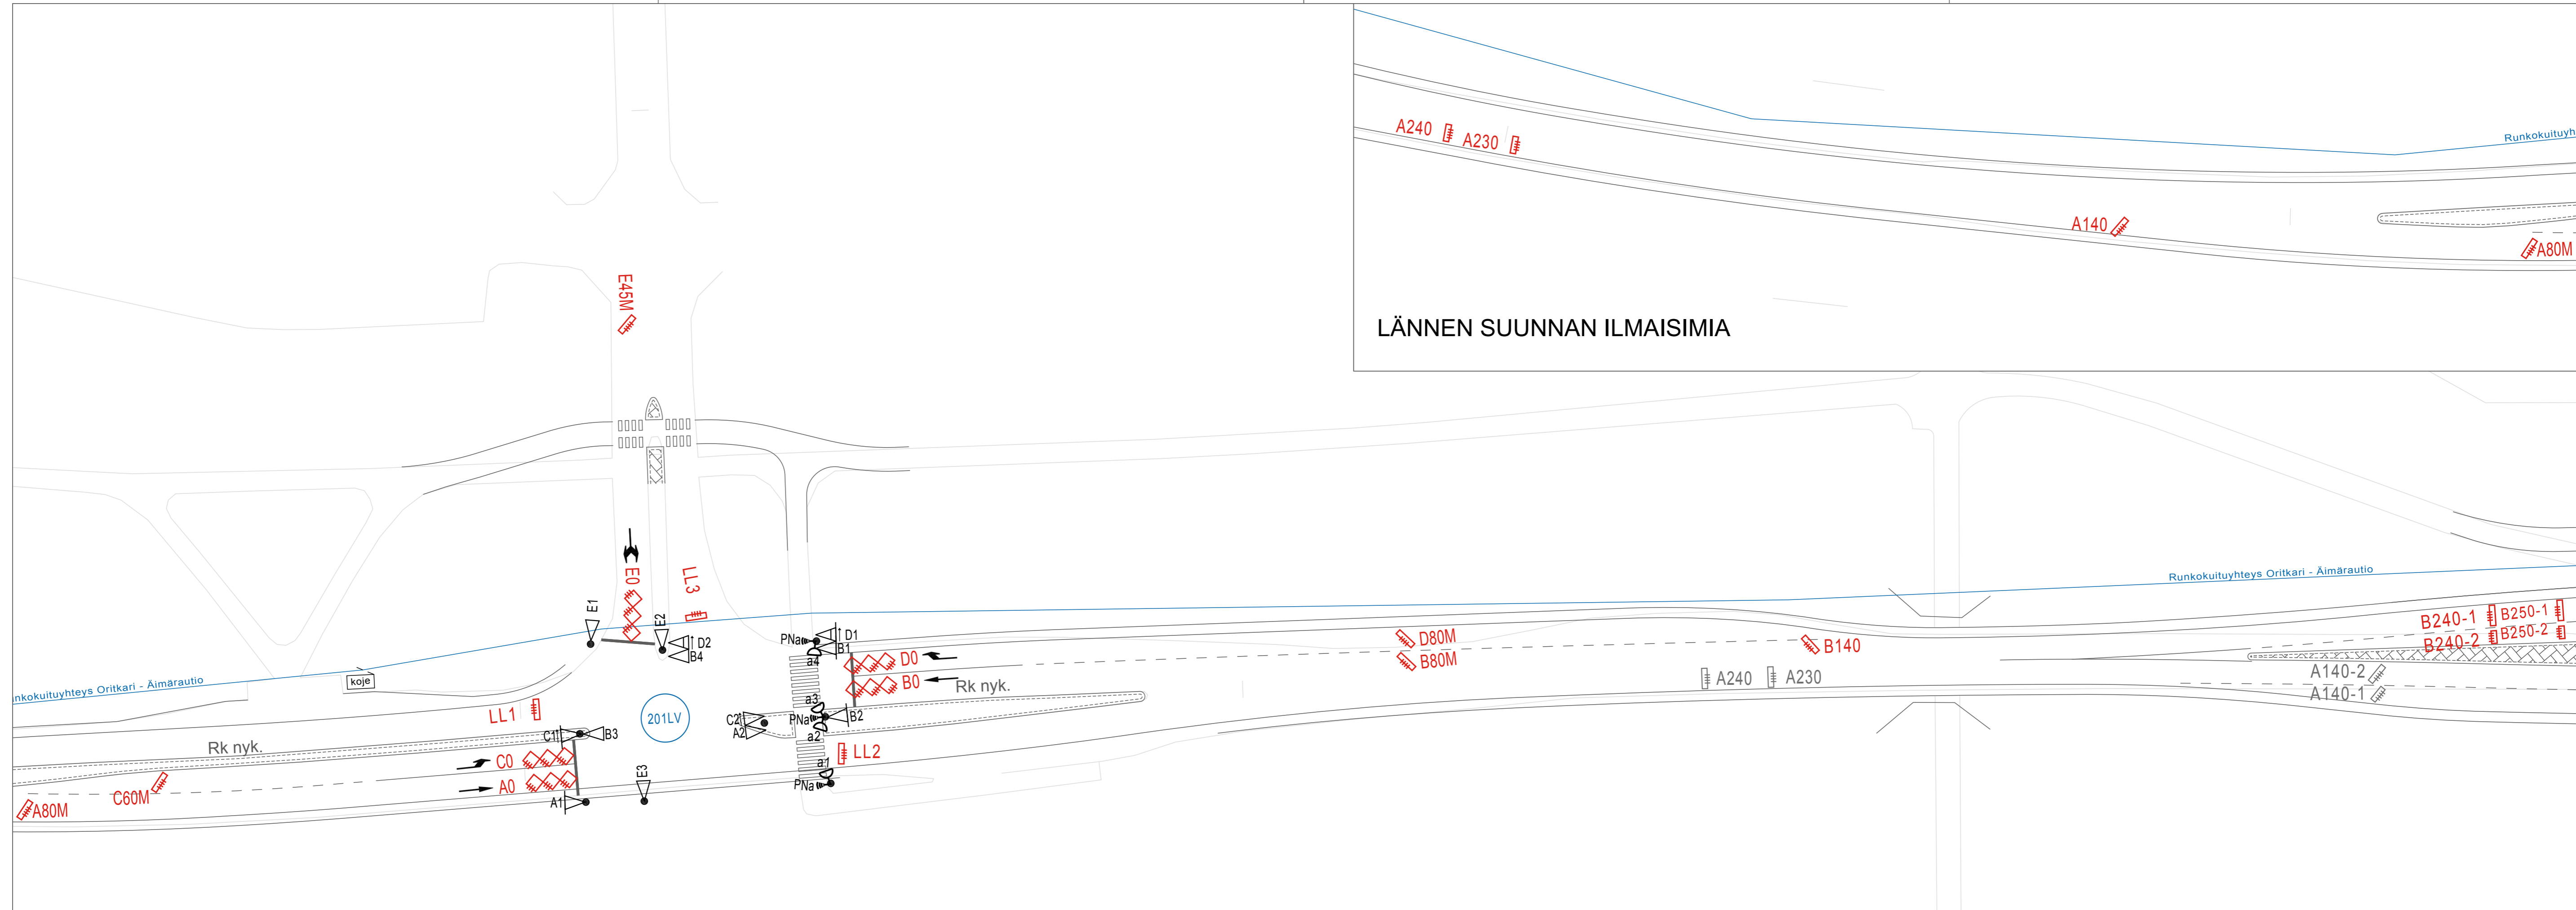 A240
A230
A140
A80M
Runkokuituyh
LÄNNEN SUUNNAN ILMAISIMIA
E45M
E0
LL3
E1
E2
D2
B4
PNa
D1
B1
a4
D0
B0
Rk nyk.
D80M
B80M
B140
A240
A230
Runkokuituyhteys Oritkari - Äimärautio
B240-1
B250-1
B240-2
B250-2
A140-2
A140-1
nkokuituyhteys Oritkari - Äimärautio
koje
LL1
201LV
C2
A2
a3
PNa
B2
a2
Rk nyk.
C1
B3
C0
A0
A1
E3
LL2
a1
PNa
C60M
A80M